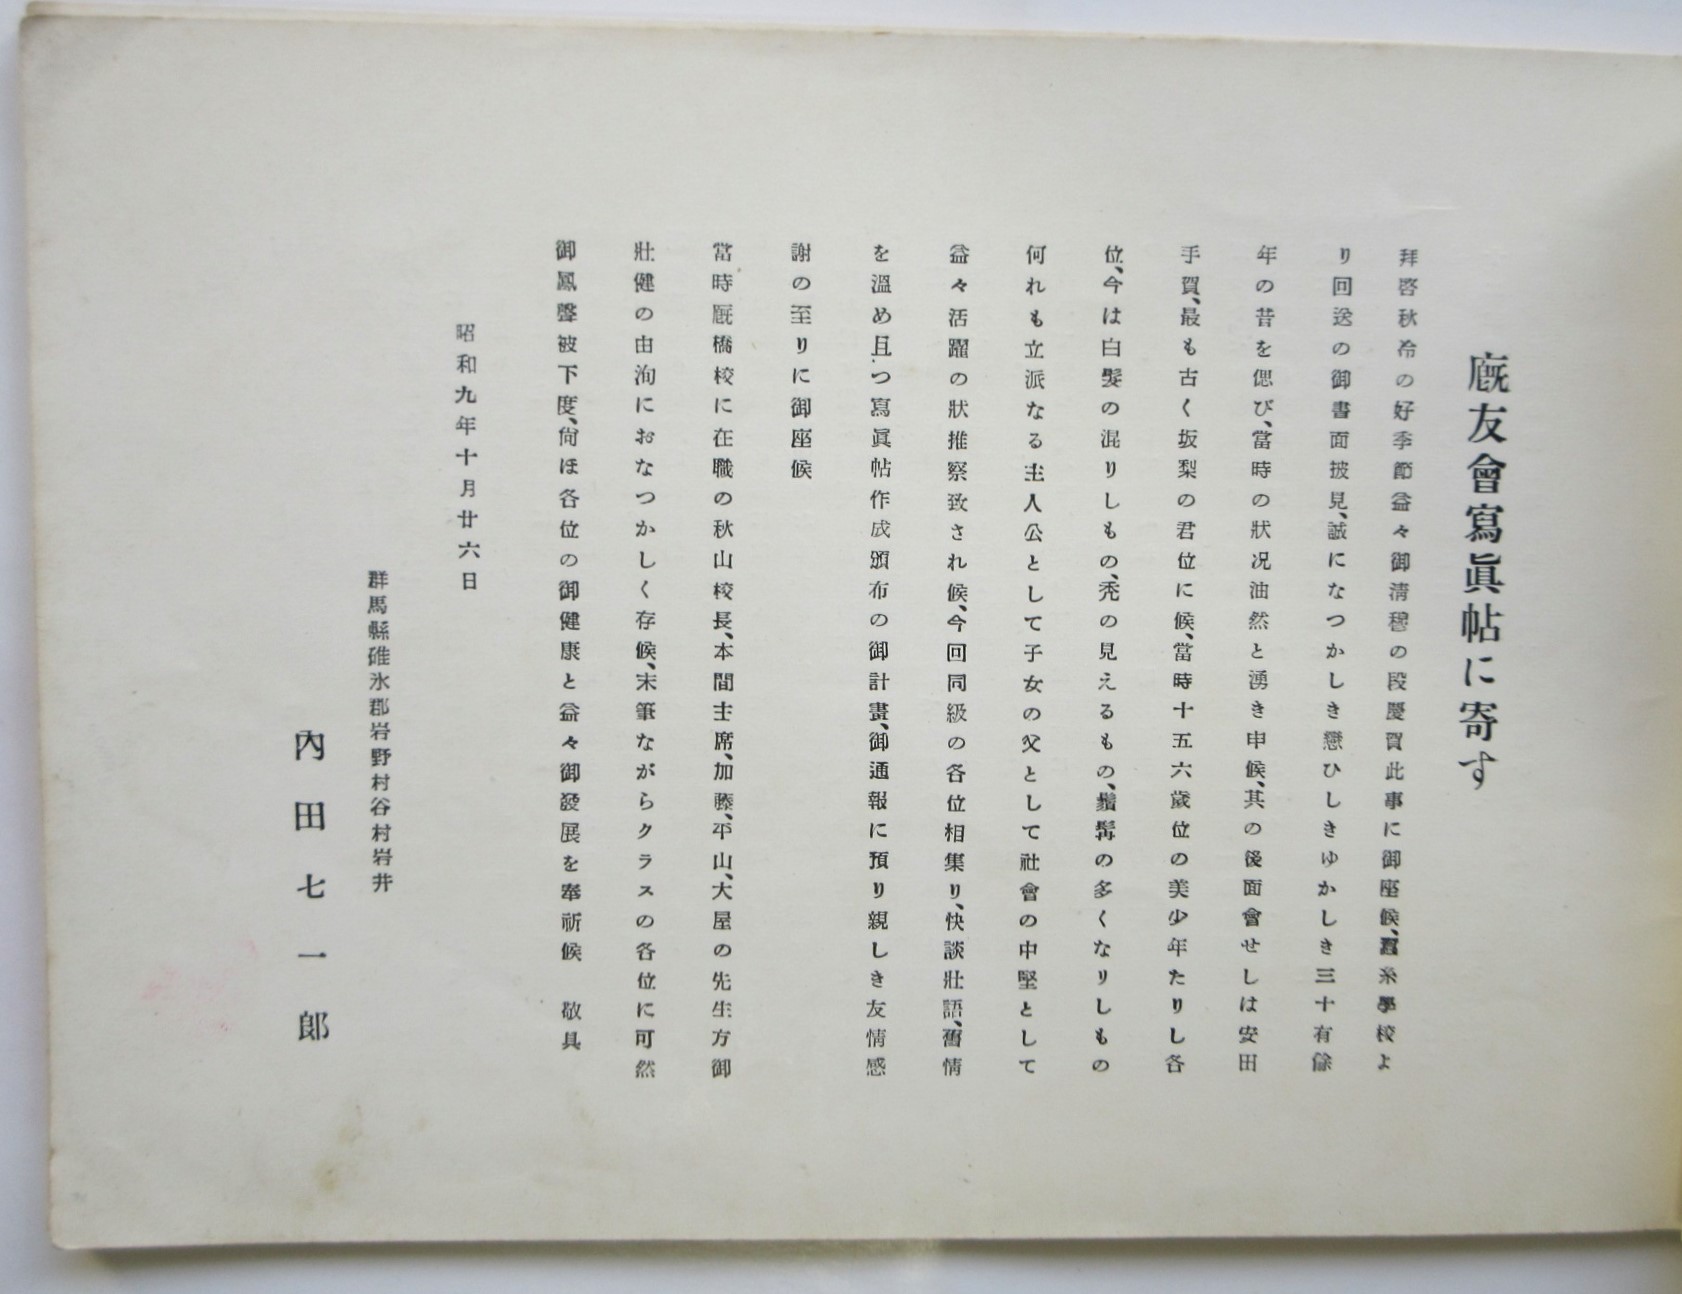 廐友會寫眞帖に寄す
拜啓秋冷の好季節益々御淸穆の段慶賀此事に御座候、蠶糸學校よ
り回送の御書面披見、誠になつかしき戀ひしきゆかしき三十有餘
年の昔を偲び、當時の狀況油然と湧き申候、其の後面會せしは安田
手賀、最も古く坂梨の君位に候、當時十五六歲位の美少年たりし各
位、今は白髮の混りしもの、禿の見えるもの、鬚髯の多くなりしもの
何れも立派なる主人公として子女の父として社會の中堅として
益々活躍の狀推察致され候、今回同級の各位相集り、快談壯語、舊情
を溫め且つ寫眞帖作成頒布の御計畫、御通報に預り親しき友情感
謝の至りに御座候
當時厩橋校に在職の秋山校長、本間主席、加藤、平山、大屋の先生方御
壯健の由洵におなつかしく存候、末筆ながらクラスの各位に可然
御鳳聲被下度、尙ほ各位の御健康と益々御發展を奉祈候　敬具
昭和九年十月廿六日
群馬縣碓氷郡岩野村谷村岩井
內田七一郞